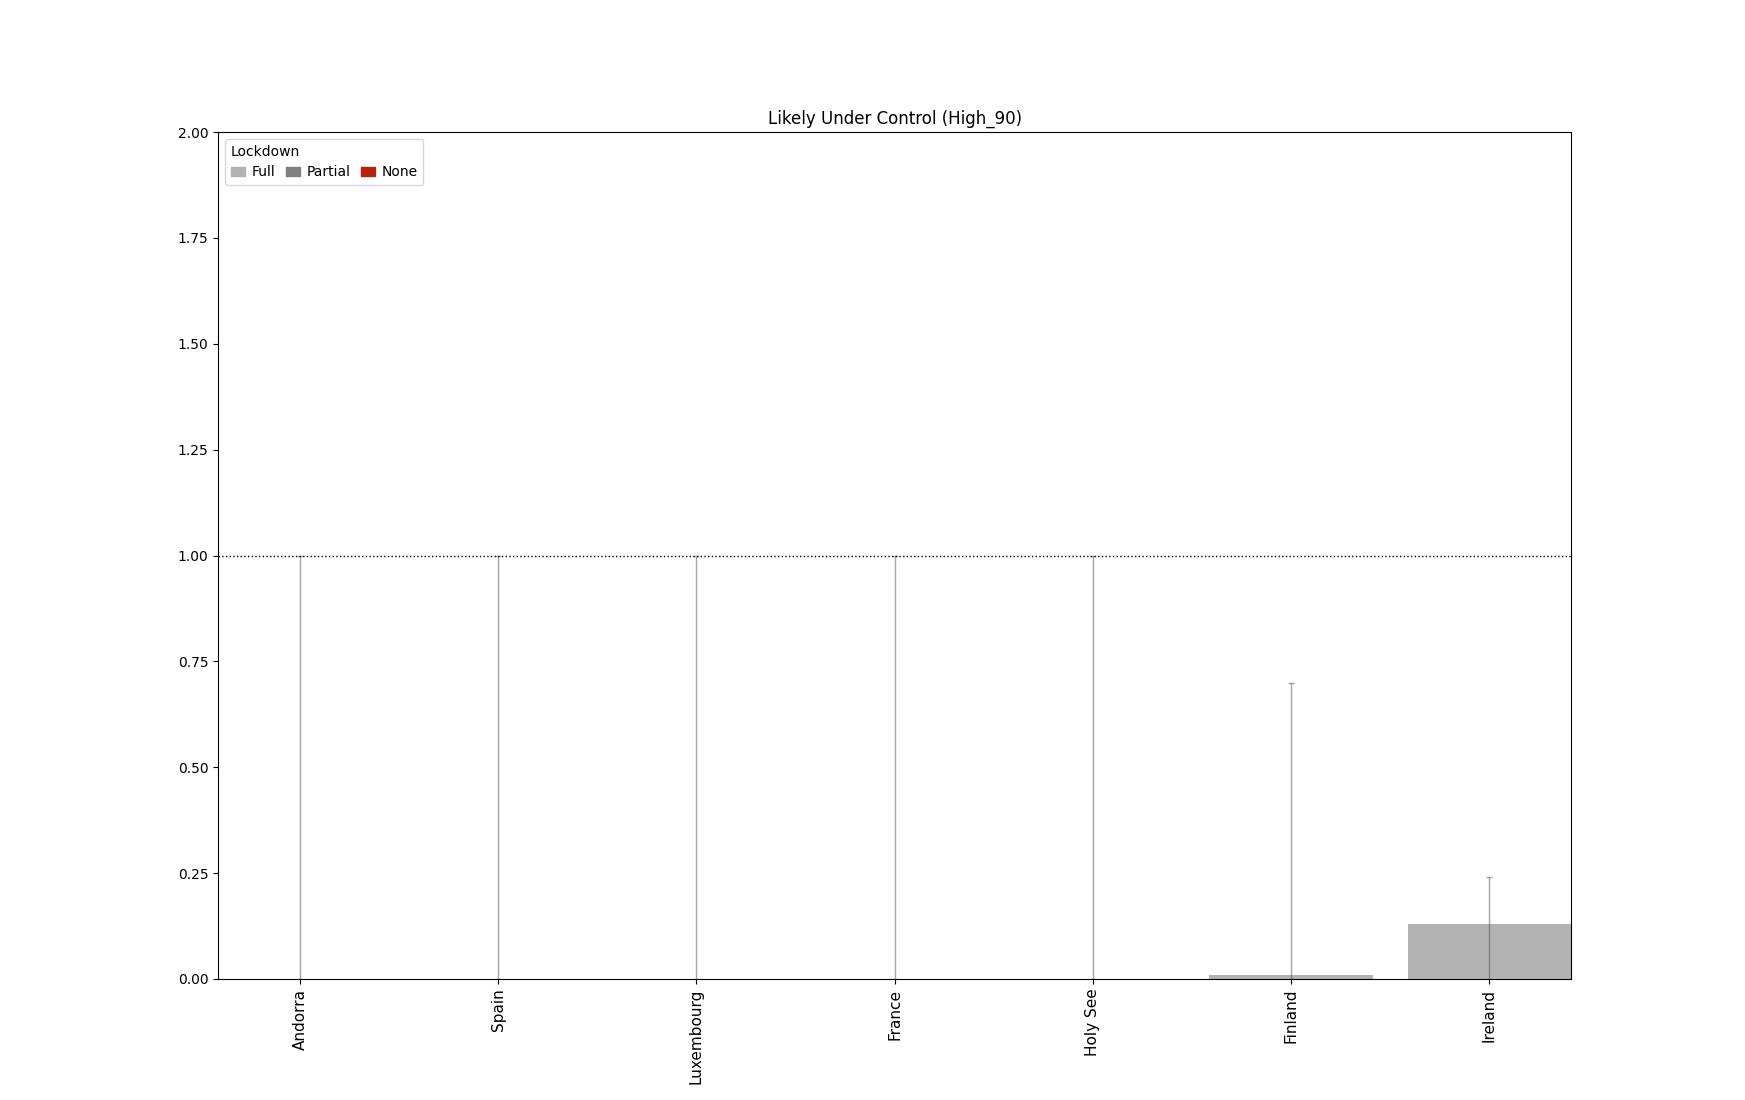 Likely Under Control (High_90)
Lockdown
Full Partial None
2.00
1.75
1.50
1.25
1.00
0.75
0.50
0.25
0.00
Andorra
Spain
Luxembourg
France
Holy See
Finland
Ireland